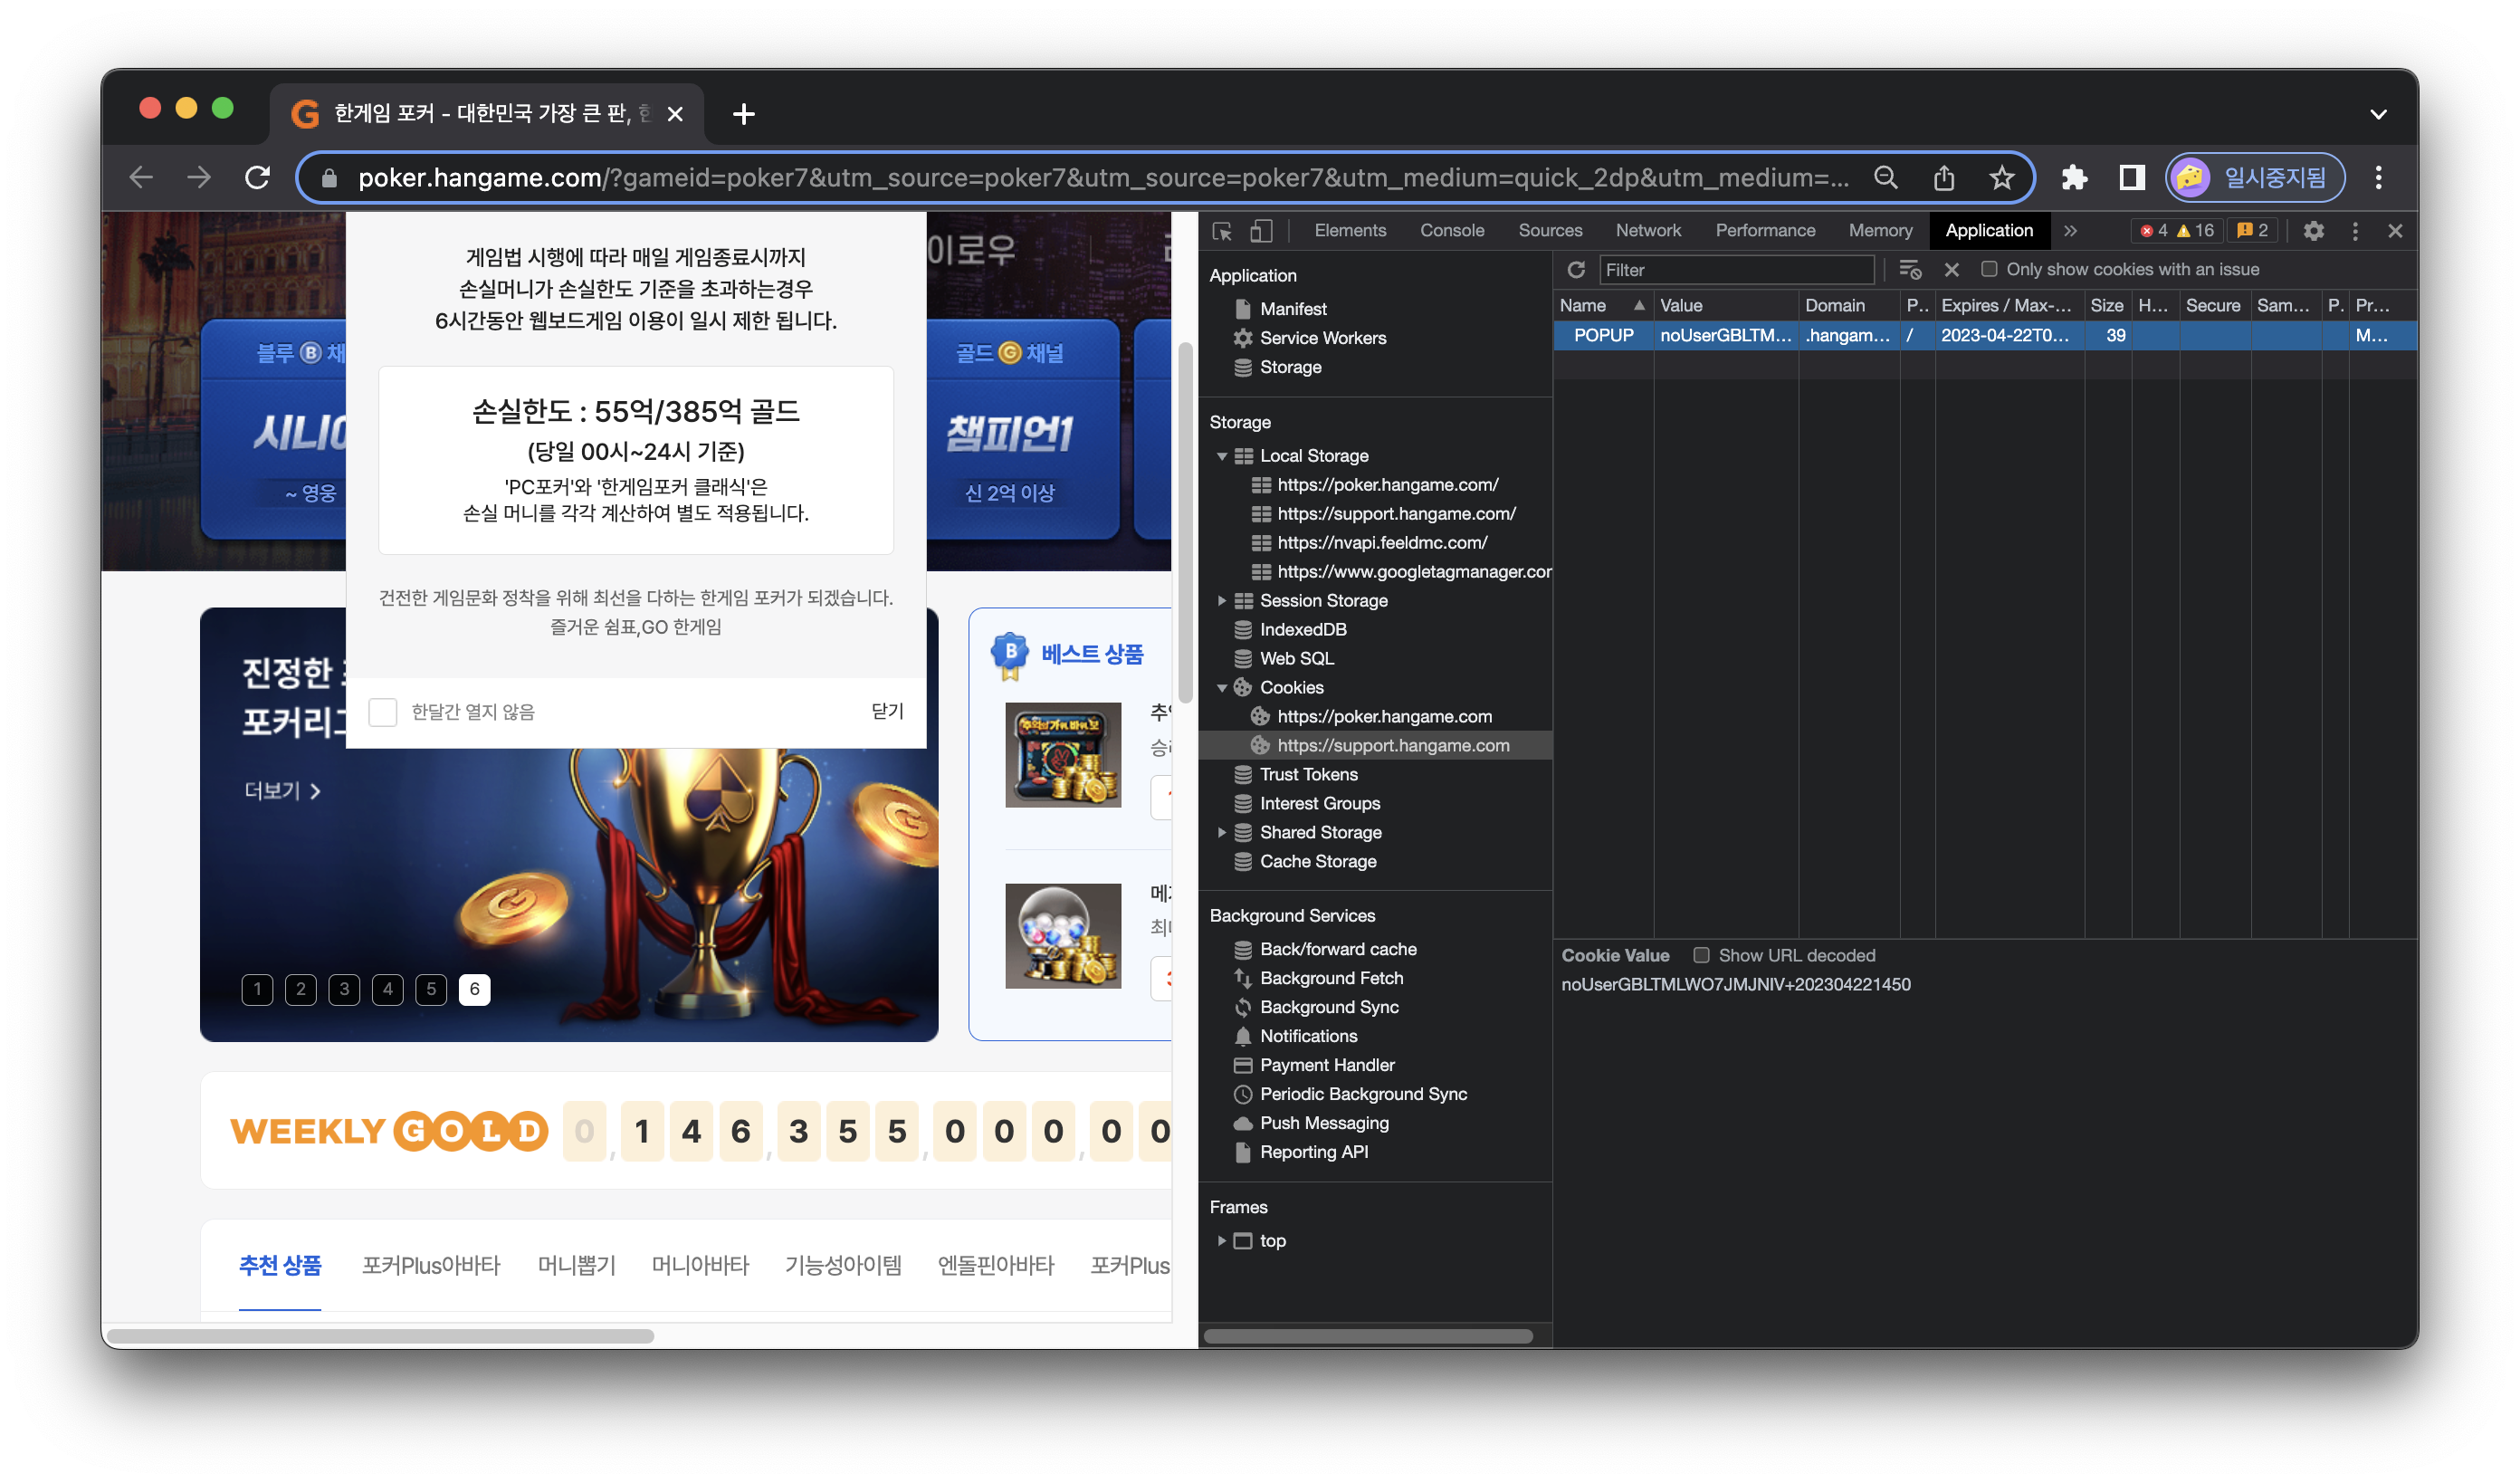 한게임 포커 - 대한민국 가장 큰 판,
poker.hangame.com/?gameid=poker7&utm_source=poker7&utm_source=poker7&utm_medium=quick_2dp&utm_medium=...
일시중지됨
게임법 시행에 따라 매일 게임종료시까지
손실머니가 손실한도 기준을 초과하는경우
6시간동안 웹보드게임 이용이 일시 제한 됩니다.
손실한도 : 55억/385억 골드
(당일 00시~24시 기준)
'PC포커'와 '한게임포커 클래식'은
손실 머니를 각각 계산하여 별도 적용됩니다.
건전한 게임문화 정착을 위해 최선을 다하는 한게임 포커가 되겠습니다.
즐거운 쉼표,GO 한게임
한달간 열지 않음
닫기
이로우
블루 B 채
~ 영웅
골드 G 채널
챔피언1
신 2억 이상
진정한
포커리그
더보기 >
1 2 3 4 5 6
B 베스트 상품
추억의 가위 바위 보
WEEKLY GOLD 0,146,355,000,00
추천 상품 포커Plus아바타 머니뽑기 머니아바타 기능성아이템 엔돌핀아바타 포커Plus
Elements Console Sources Network Performance Memory Application >> 4 16 2
Application
Manifest
Service Workers
Storage
Storage
Local Storage
https://poker.hangame.com/
https://support.hangame.com/
https://nvapi.feeldmc.com/
https://www.googletagmanager.com
Session Storage
IndexedDB
Web SQL
Cookies
https://poker.hangame.com
https://support.hangame.com
Trust Tokens
Interest Groups
Shared Storage
Cache Storage
Background Services
Back/forward cache
Background Fetch
Background Sync
Notifications
Payment Handler
Periodic Background Sync
Push Messaging
Reporting API
Frames
top
Filter Only show cookies with an issue
Name Value Domain P.. Expires / Max-... Size H... Secure Sam... P. Pr...
POPUP noUserGBLTM... .hangam... / 2023-04-22T0... 39 M...
Cookie Value Show URL decoded
noUserGBLTMLWO7JMJNIV+202304221450